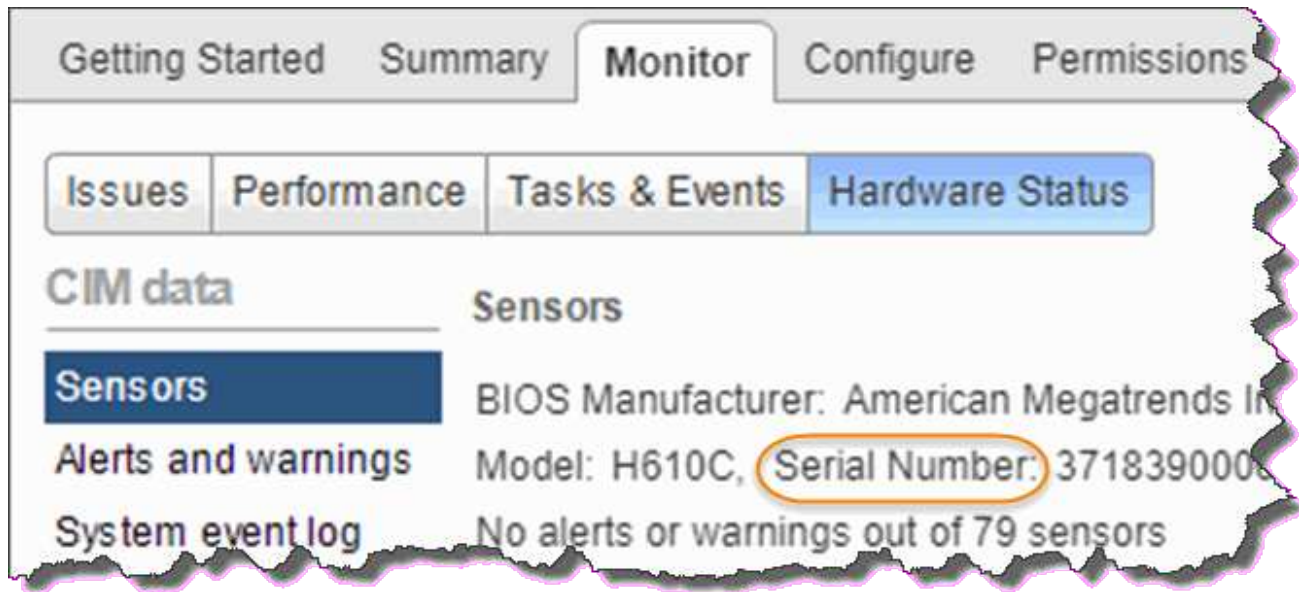 Getting Started Summary Monitor Configure Permissions
Issues Performance Tasks & Events Hardware Status
CIM data
Sensors
Sensors
BIOS Manufacturer: American Megatrends
Alerts and warnings
Model: H610C, Serial Number:
System event log
No alerts or warnings out of 79 sensors